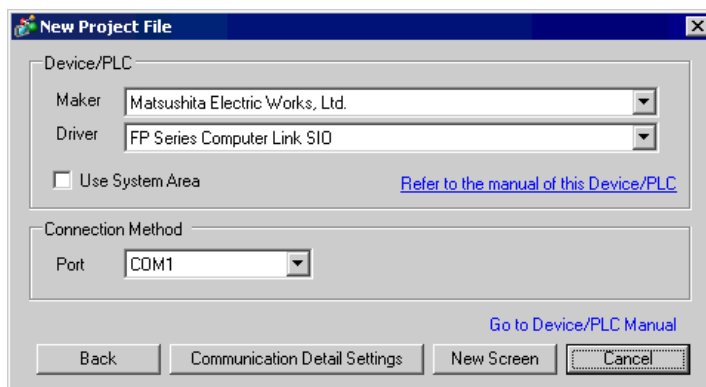 New Project File
Device/PLC
Maker Matsushita Electric Works, Ltd.
Driver FP Series Computer Link SIO
Use System Area Refer to the manual of this Device/PLC
Connection Method
Port COM1
Go to Device/PLC Manual
Back Communication Detail Settings New Screen Cancel